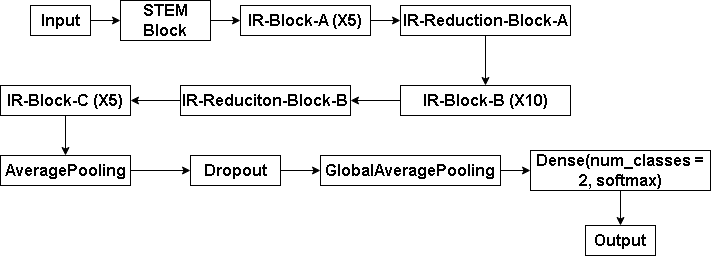 Input
STEM
Block
IR-Block-A (X5)
IR-Reduction-Block-A
IR-Block-B (X10)
IR-Reduciton-Block-B
IR-Block-C (X5)
AveragePooling
Dropout
GlobalAveragePooling
Dense(num_classes =
2, softmax)
Output